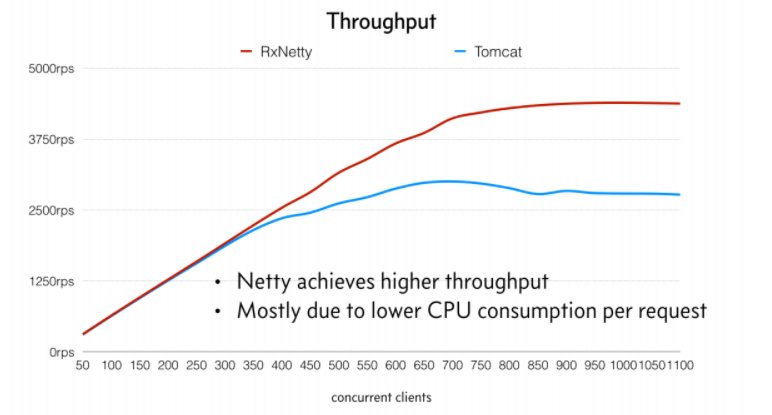 Throughput
RxNetty Tomcat
5000rps
3750rps
2500rps
1250rps
• Netty achieves higher throughput
• Mostly due to lower CPU consumption per request
0rps
50 100 150 200 250 300 350 400 450 500 550 600 650 700 750 800 850 900 950 1000 1050 1100
concurrent clients